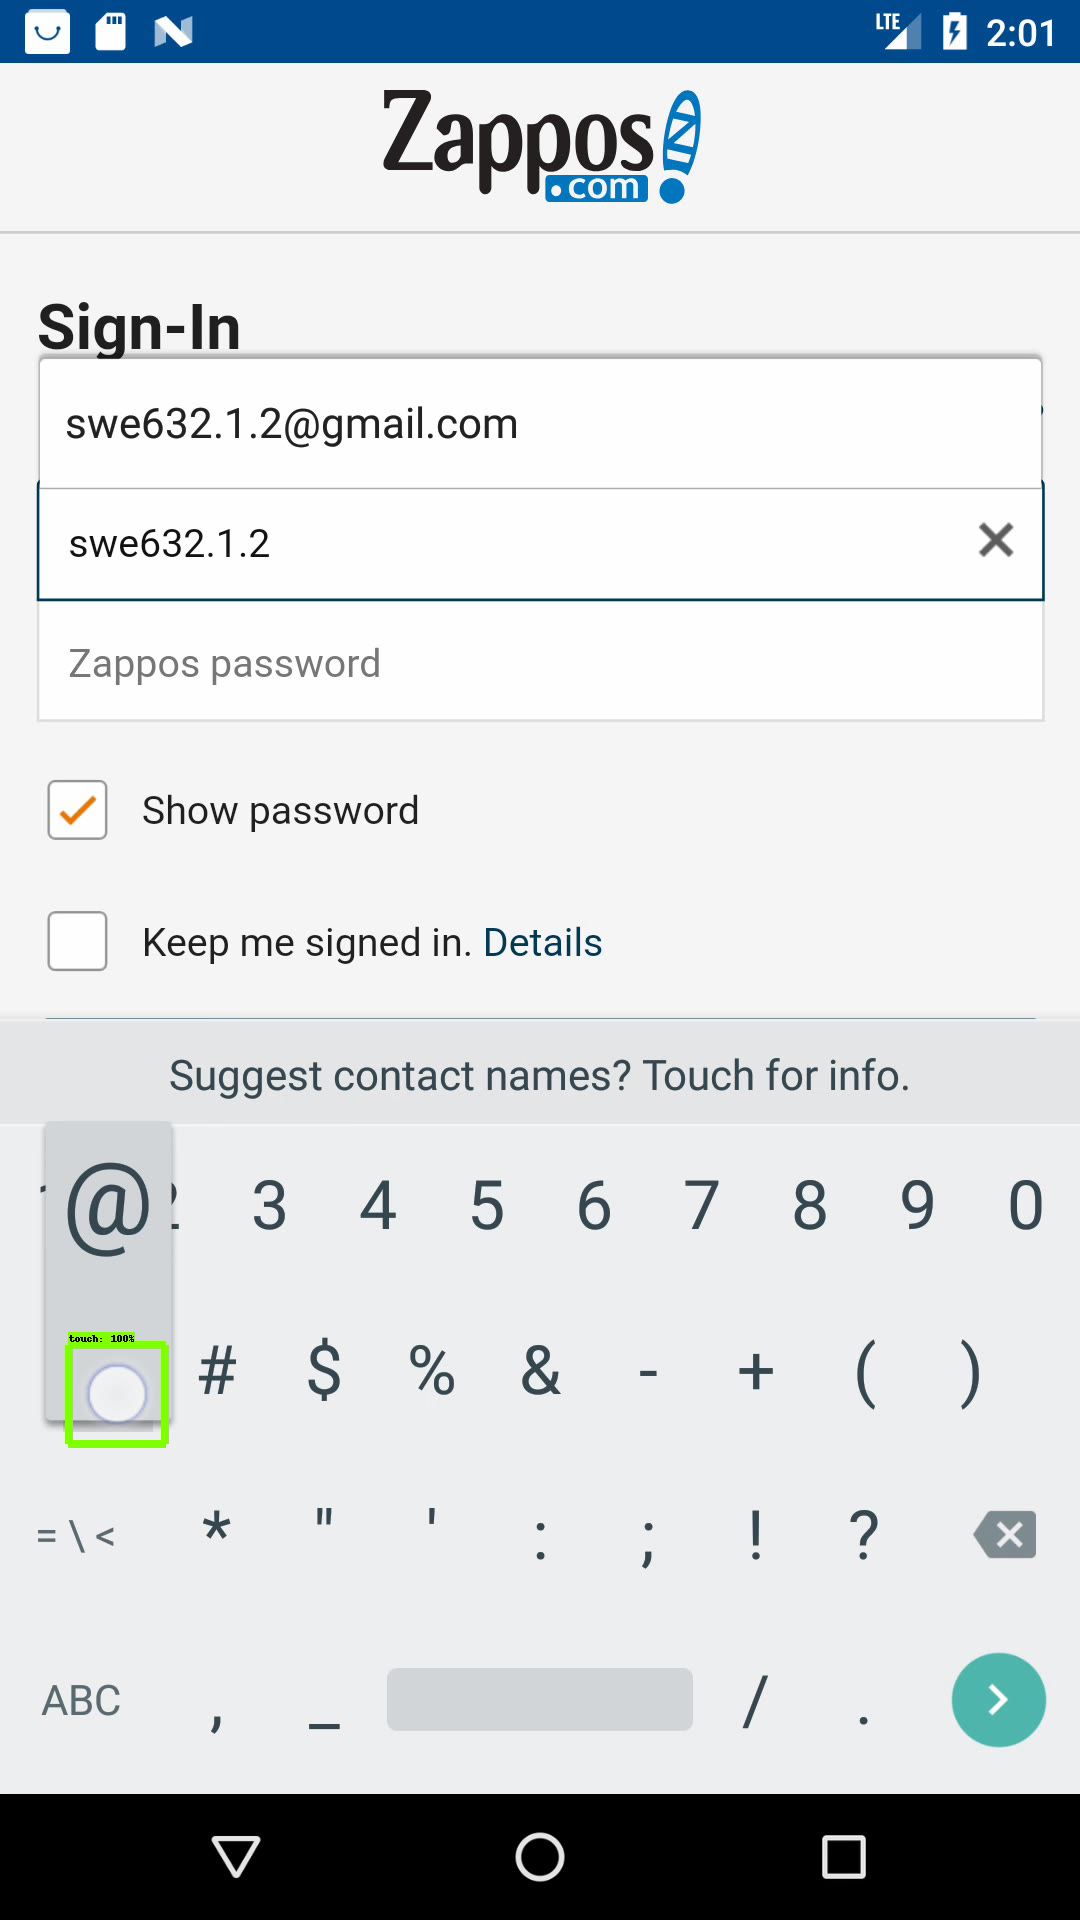 LTE 2:01
Zappos
.com
Sign-In
swe632.1.2@gmail.com
swe632.1.2
Zappos password
Show password
Keep me signed in. Details
Suggest contact names? Touch for info.
@ 3 4 5 6 7 8 9 0
touch: 100%
# $ % & - + ( )
= \ < * " ' : ; ! ?
ABC , _ / .